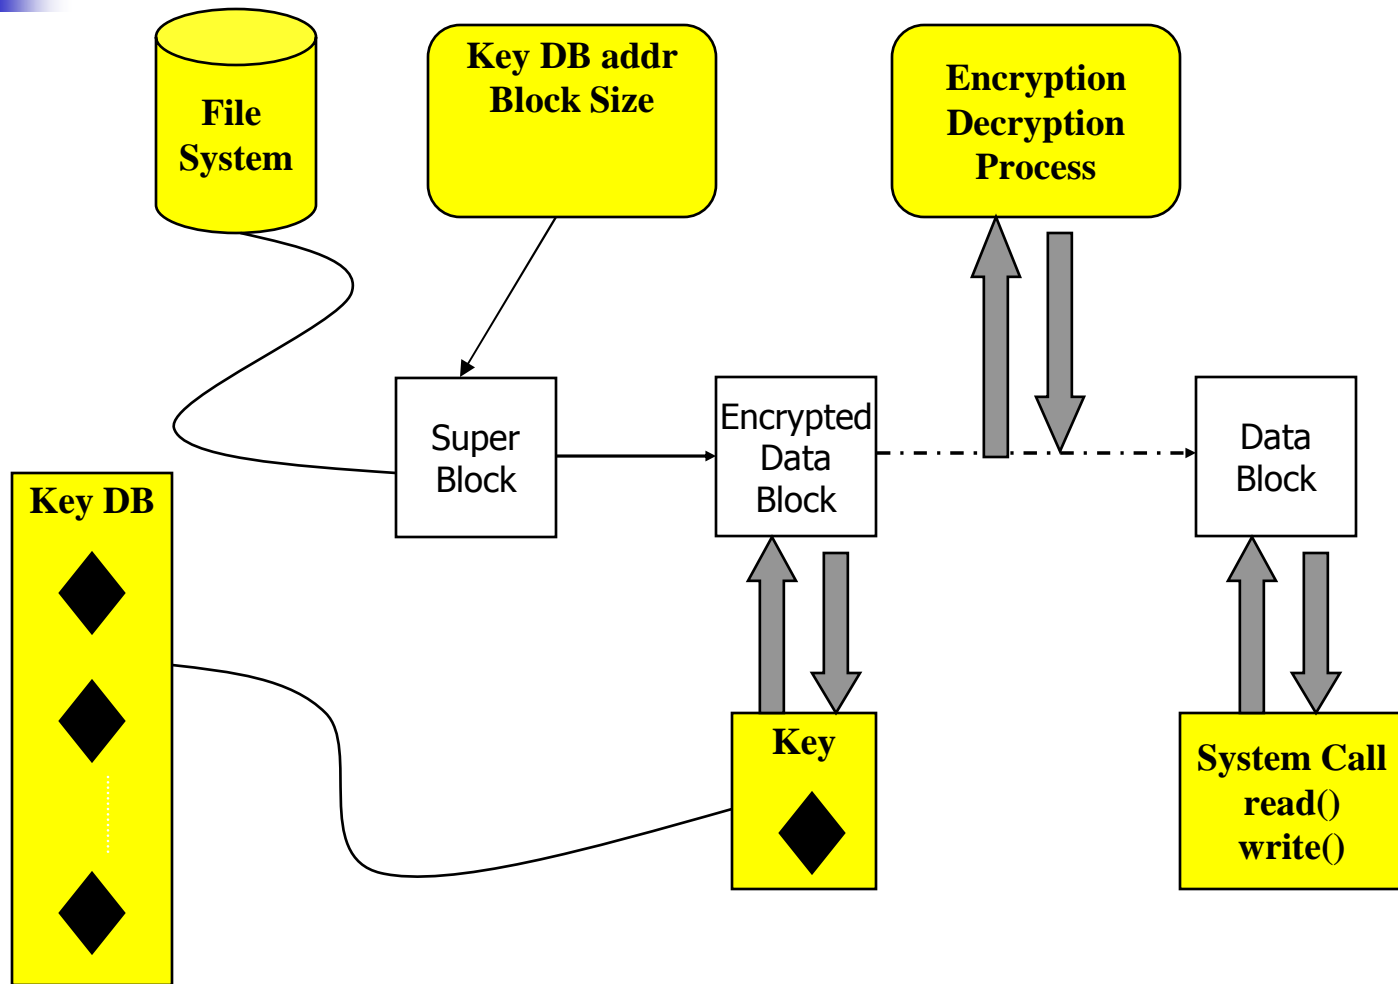 File
System
Key DB addr
Block Size
Encryption
Decryption
Process
Super
Block
Encrypted
Data
Block
Data
Block
Key DB
Key
System Call
read()
write()